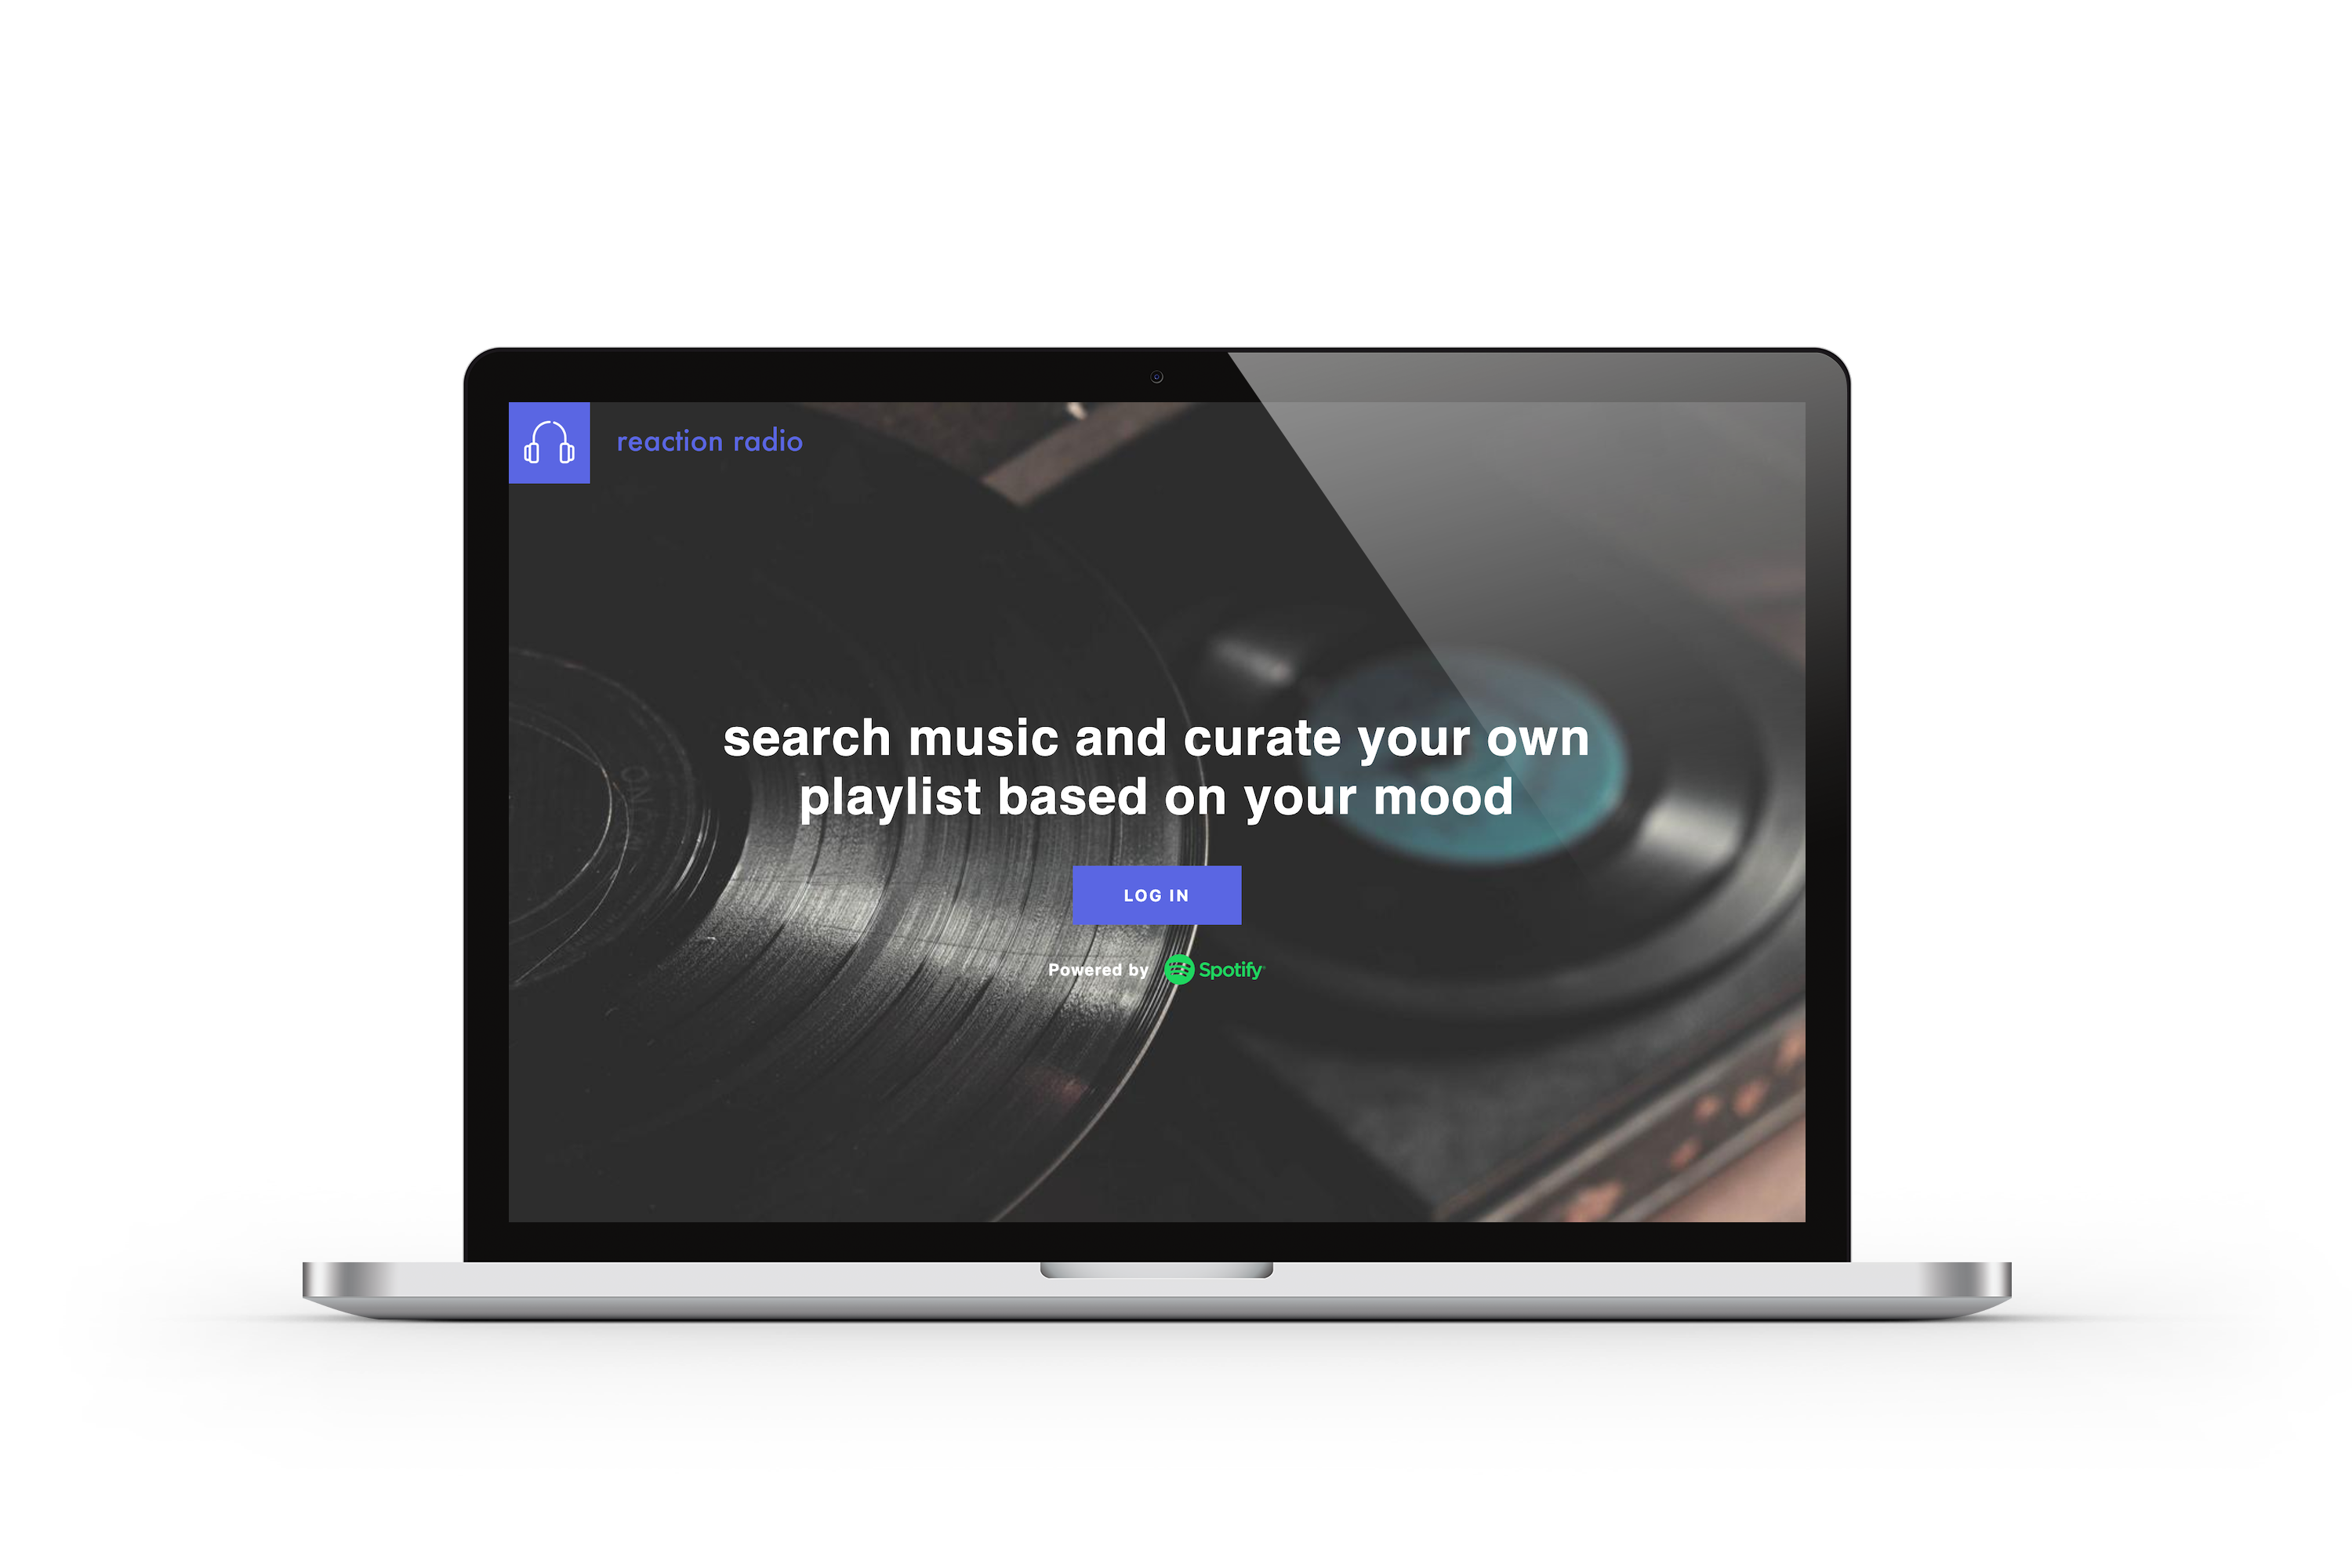 reaction radio
search music and curate your own
playlist based on your mood
LOG IN
Powered by Spotify